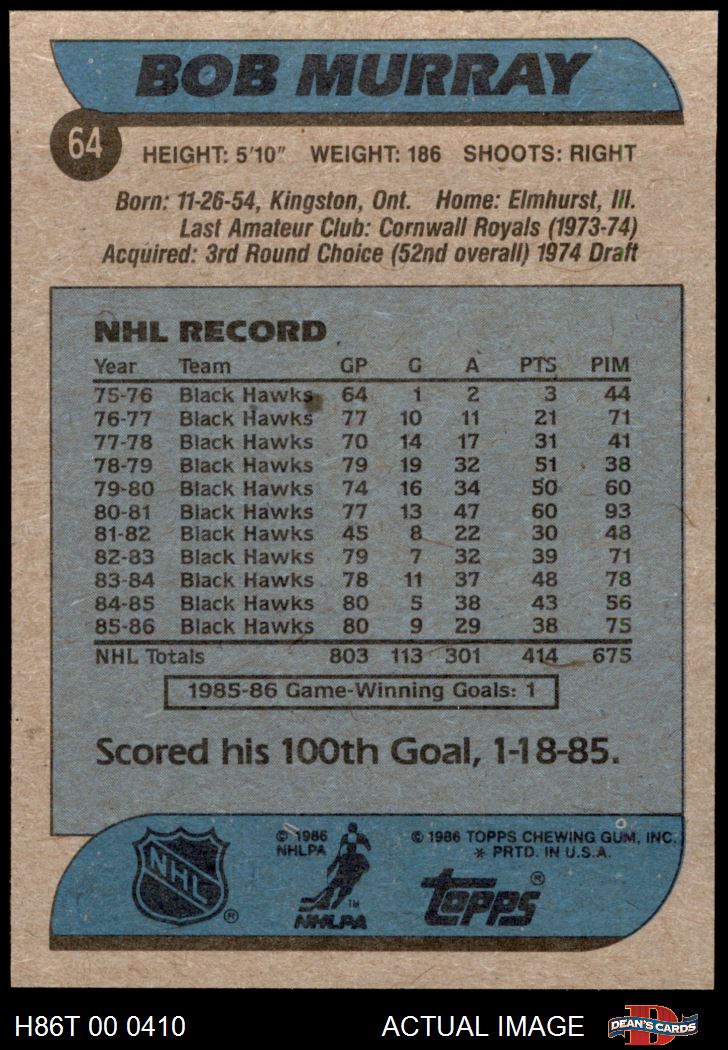 BOB MURRAY
64
HEIGHT: 5'10" WEIGHT: 186 SHOOTS: RIGHT
Born: 11-26-54, Kingston, Ont. Home: Elmhurst, Ill.
Last Amateur Club: Cornwall Royals (1973-74)
Acquired: 3rd Round Choice (52nd overall) 1974 Draft
NHL RECORD
Year Team GP G A PTS PIM
75-76 Black Hawks 64 1 2 3 44
76-77 Black Hawks 77 10 11 21 71
77-78 Black Hawks 70 14 17 31 41
78-79 Black Hawks 79 19 32 51 38
79-80 Black Hawks 74 16 34 50 60
80-81 Black Hawks 77 13 47 60 93
81-82 Black Hawks 45 8 22 30 48
82-83 Black Hawks 79 7 32 39 71
83-84 Black Hawks 78 11 37 48 78
84-85 Black Hawks 80 5 38 43 56
85-86 Black Hawks 80 9 29 38 75
NHL Totals 803 113 301 414 675
1985-86 Game-Winning Goals: 1
Scored his 100th Goal, 1-18-85.
NHL ®
© 1986
NHLPA
TM
NHLPA
© 1986 TOPPS CHEWING GUM, INC.
* PRTD. IN U.S.A.
topps ®
H86T 00 0410 ACTUAL IMAGE
D
DEAN'S CARDS